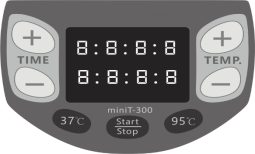 + 8:8:8:8 +
TIME TEMP.
− 8:8:8:8 −
miniT-300
37℃ Start 95℃
Stop